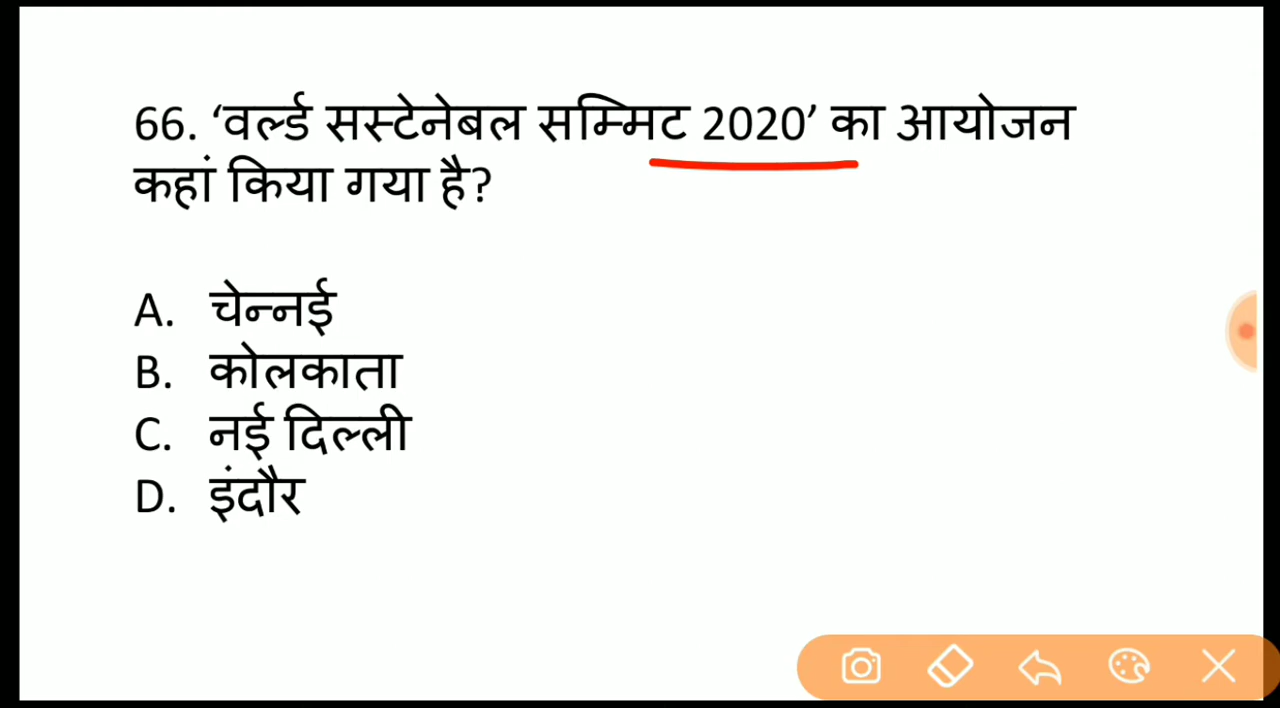 66. ‘वर्ल्ड सस्टेनेबल सम्मिट 2020’ का आयोजन
कहां किया गया है?
A. चेन्नई
B. कोलकाता
C. नई दिल्ली
D. इंदौर